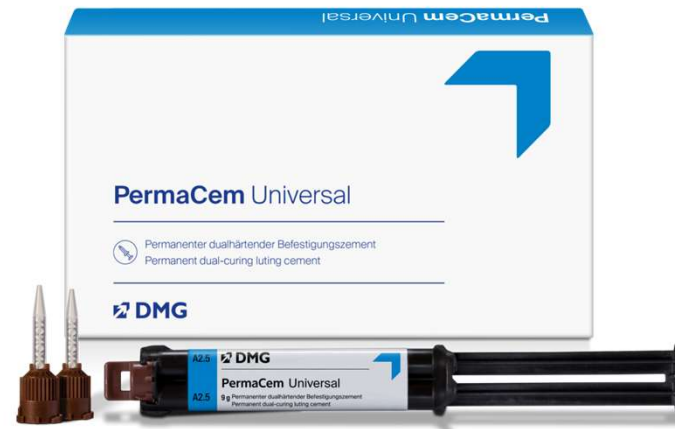 PermaCem Universal
PermaCem Universal
Permanenter dualhärtender Befestigungszement
Permanent dual-curing luting cement
DMG
A2.5
DMG
PermaCem Universal
A2.5
9 g Permanenter dualhärtender Befestigungszement
Permanent dual-curing luting cement